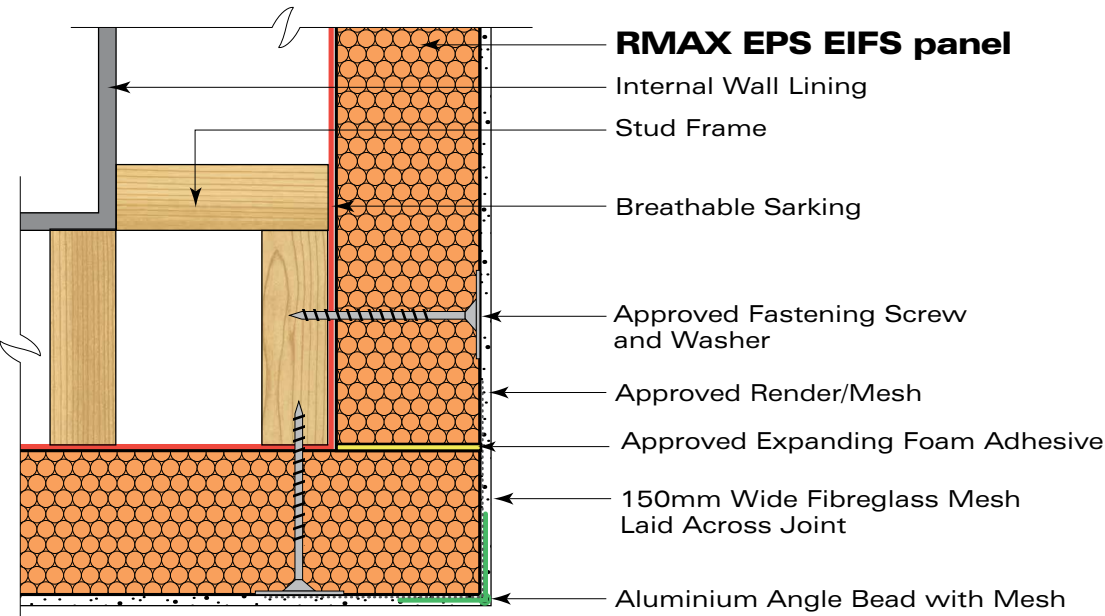 RMAX EPS EIFS panel
Internal Wall Lining
Stud Frame
Breathable Sarking
Approved Fastening Screw
and Washer
Approved Render/Mesh
Approved Expanding Foam Adhesive
150mm Wide Fibreglass Mesh
Laid Across Joint
Aluminium Angle Bead with Mesh